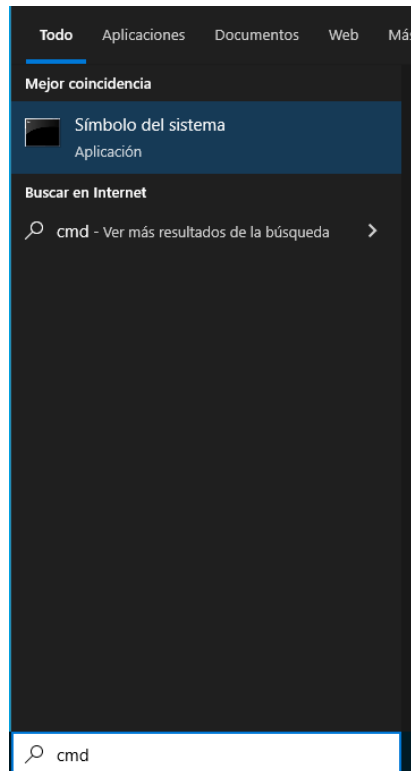 Todo Aplicaciones Documentos Web Más
Mejor coincidencia
Símbolo del sistema
Aplicación
Buscar en Internet
cmd - Ver más resultados de la búsqueda
cmd